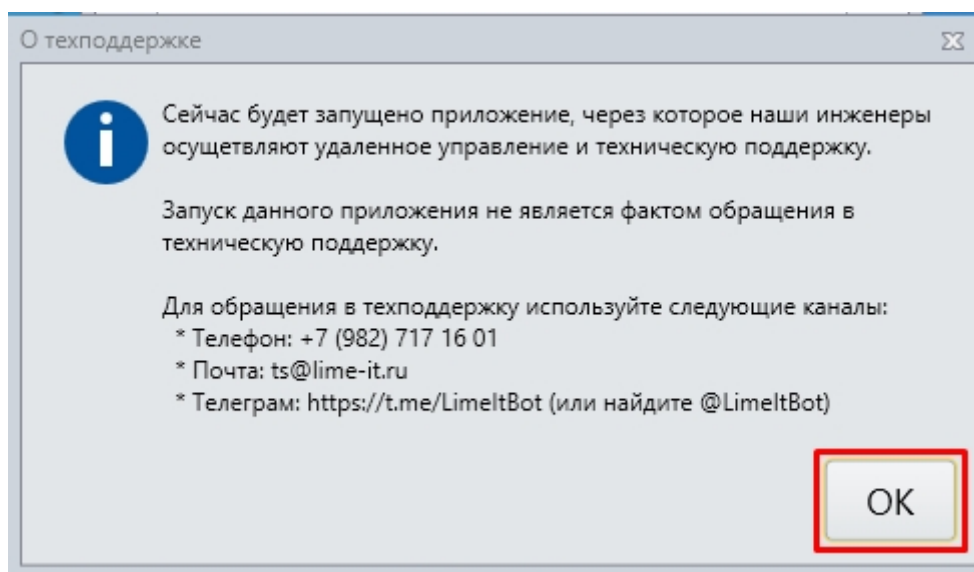 О техподдержке
Сейчас будет запущено приложение, через которое наши инженеры
осущетвляют удаленное управление и техническую поддержку.
Запуск данного приложения не является фактом обращения в
техническую поддержку.
Для обращения в техподдержку используйте следующие каналы:
* Телефон: +7 (982) 717 16 01
* Почта: ts@lime-it.ru
* Телеграм: https://t.me/LimeItBot (или найдите @LimeItBot)
OK